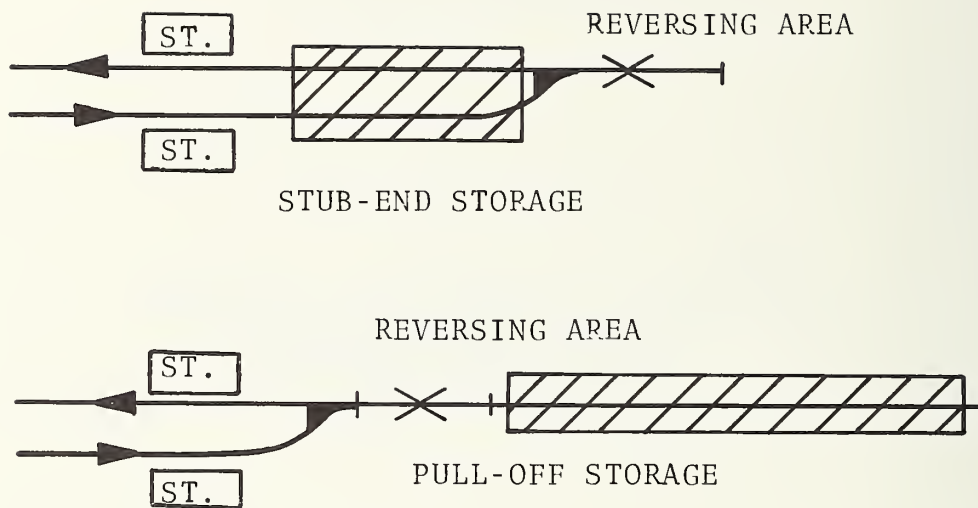 ST.
REVERSING AREA
ST.
STUB-END STORAGE
REVERSING AREA
ST.
PULL-OFF STORAGE
ST.